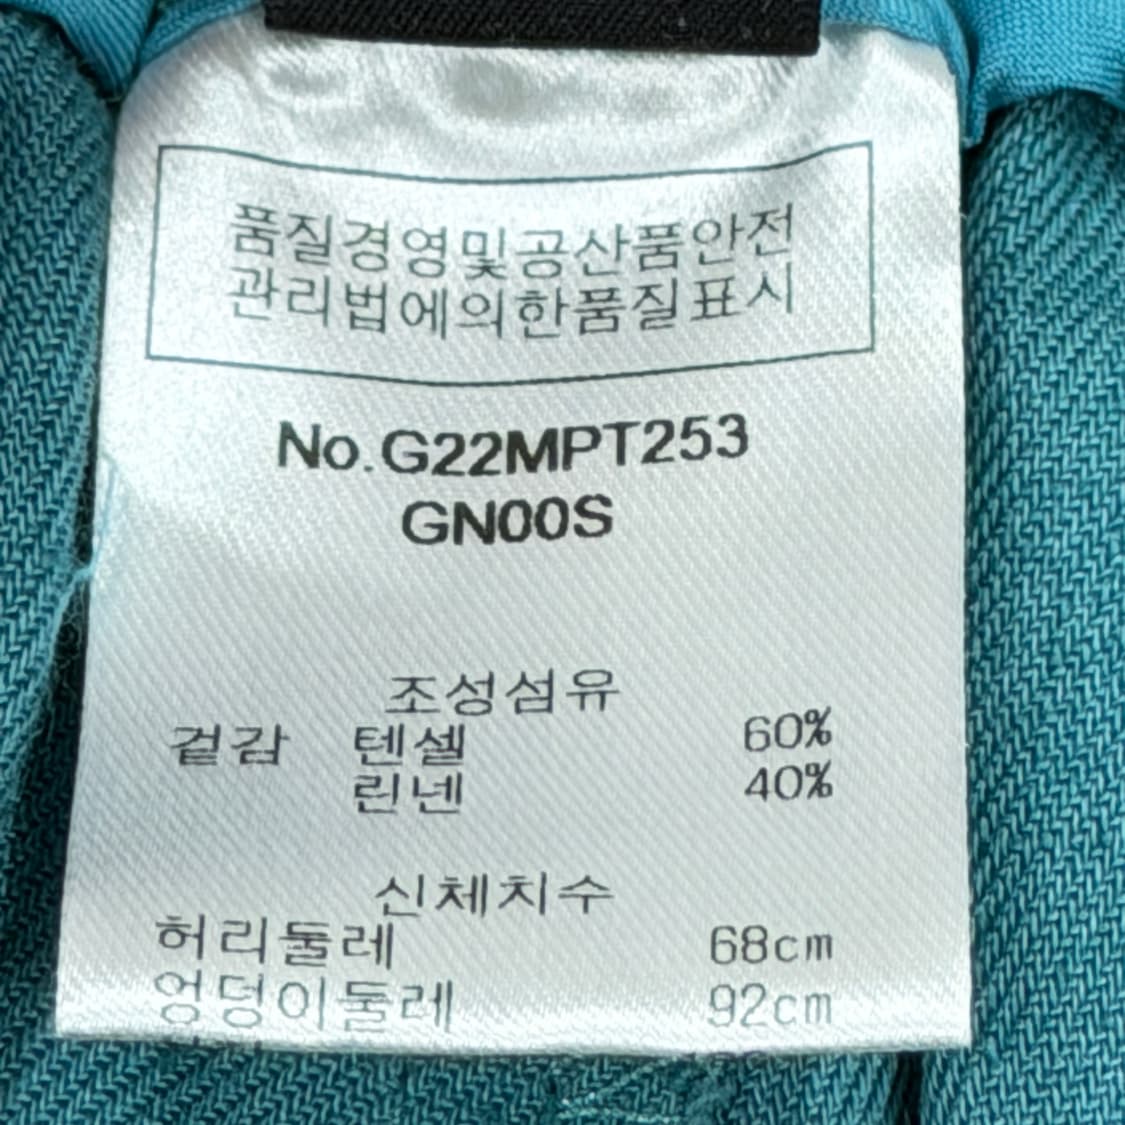 품질경영및공산품안전
관리법에의한품질표시
No.G22MPT253
GN00S
조성섬유
겉감 텐셀 60%
린넨 40%
신체치수
허리둘레 68cm
엉덩이둘레 92cm